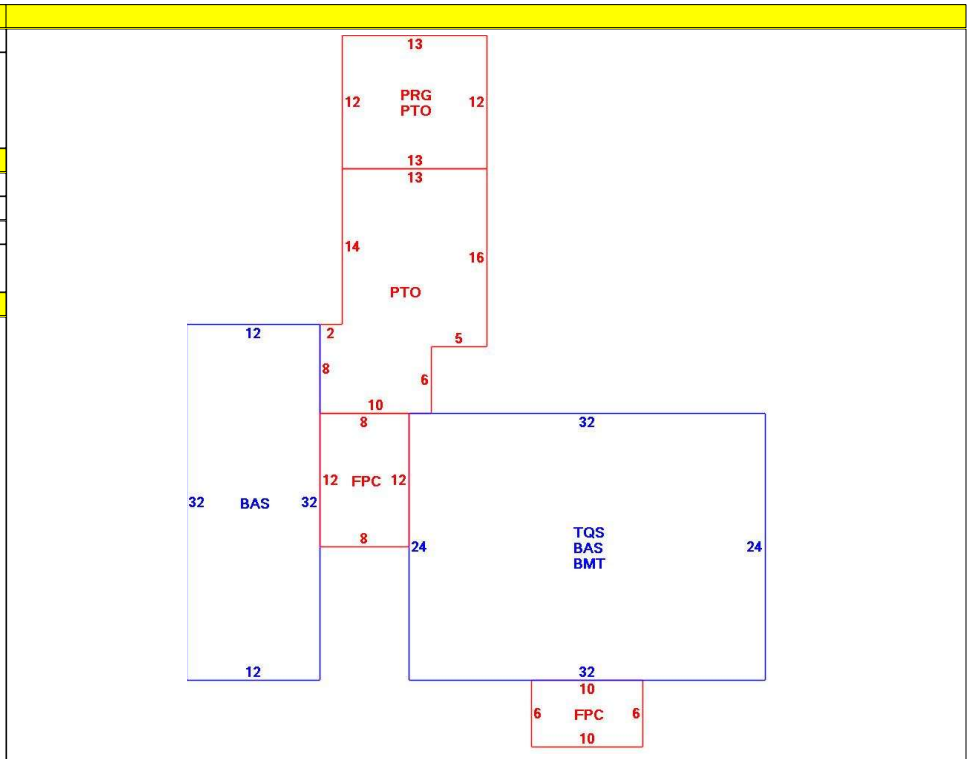 13
12 PRG 12
PTO
13
13
14
16
PTO
12 2 5
8
6
10
8 32
12 FPC 12
32 BAS 32
TQS
8 24 BAS 24
BMT
12 32
10
6 FPC 6
10